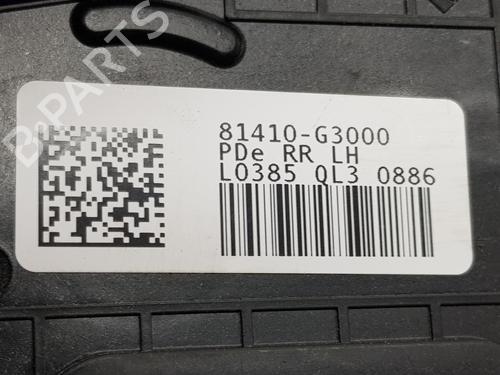 B-PARTS
81410-G3000
PDe RR LH
L0385 QL3 0886